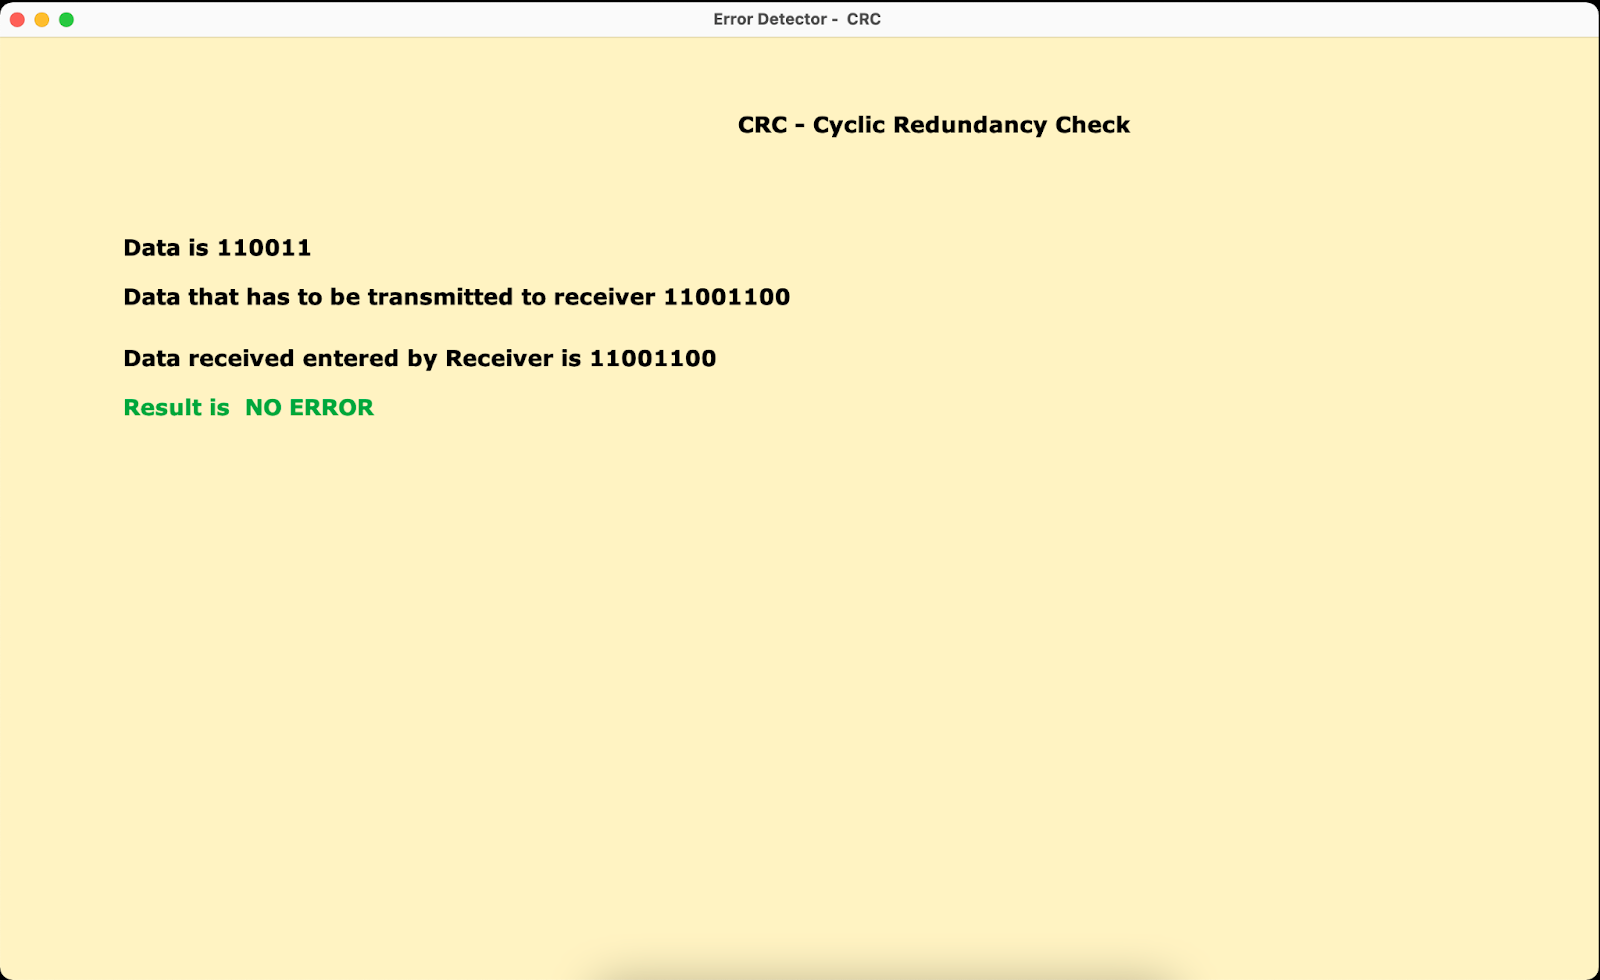 Error Detector -  CRC
CRC - Cyclic Redundancy Check
Data is 110011
Data that has to be transmitted to receiver 11001100
Data received entered by Receiver is 11001100
Result is  NO ERROR